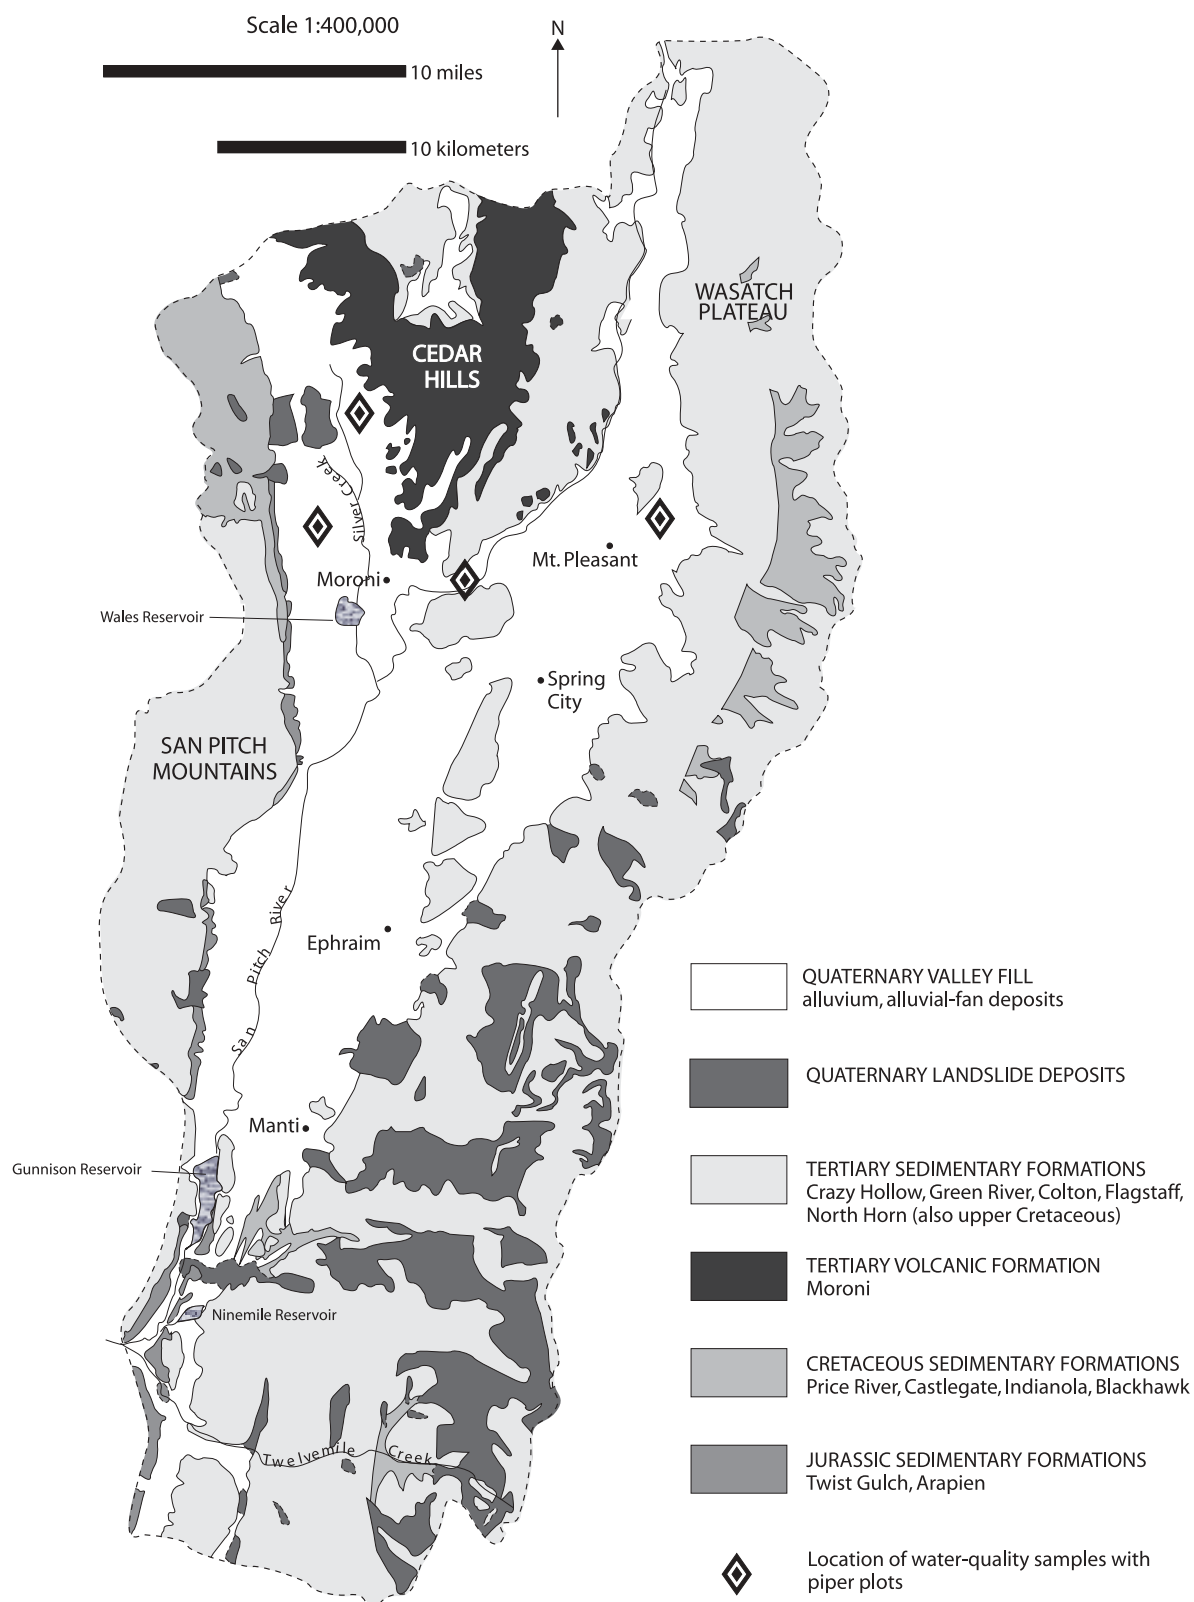 Scale 1:400,000
10 miles
10 kilometers
N
WASATCH
PLATEAU
CEDAR
HILLS
Silver Creek
Mt. Pleasant
Moroni
Wales Reservoir
Spring
City
SAN PITCH
MOUNTAINS
San Pitch River
Ephraim
Manti
Gunnison Reservoir
Ninemile Reservoir
Twelvemile Creek
QUATERNARY VALLEY FILL
alluvium, alluvial-fan deposits
QUATERNARY LANDSLIDE DEPOSITS
TERTIARY SEDIMENTARY FORMATIONS
Crazy Hollow, Green River, Colton, Flagstaff,
North Horn (also upper Cretaceous)
TERTIARY VOLCANIC FORMATION
Moroni
CRETACEOUS SEDIMENTARY FORMATIONS
Price River, Castlegate, Indianola, Blackhawk
JURASSIC SEDIMENTARY FORMATIONS
Twist Gulch, Arapien
Location of water-quality samples with
piper plots